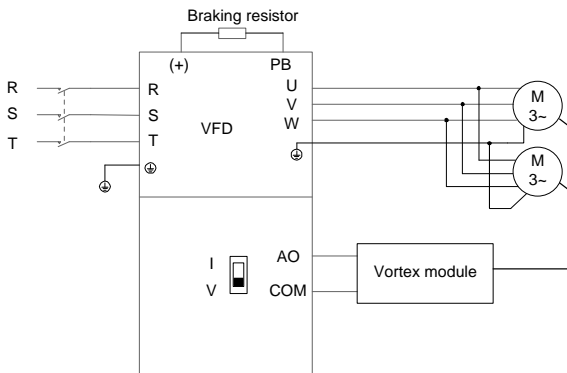 Braking resistor
(+) PB
R R U
S S VFD V
T T W
M
3~
M
3~
I AO
V COM
Vortex module